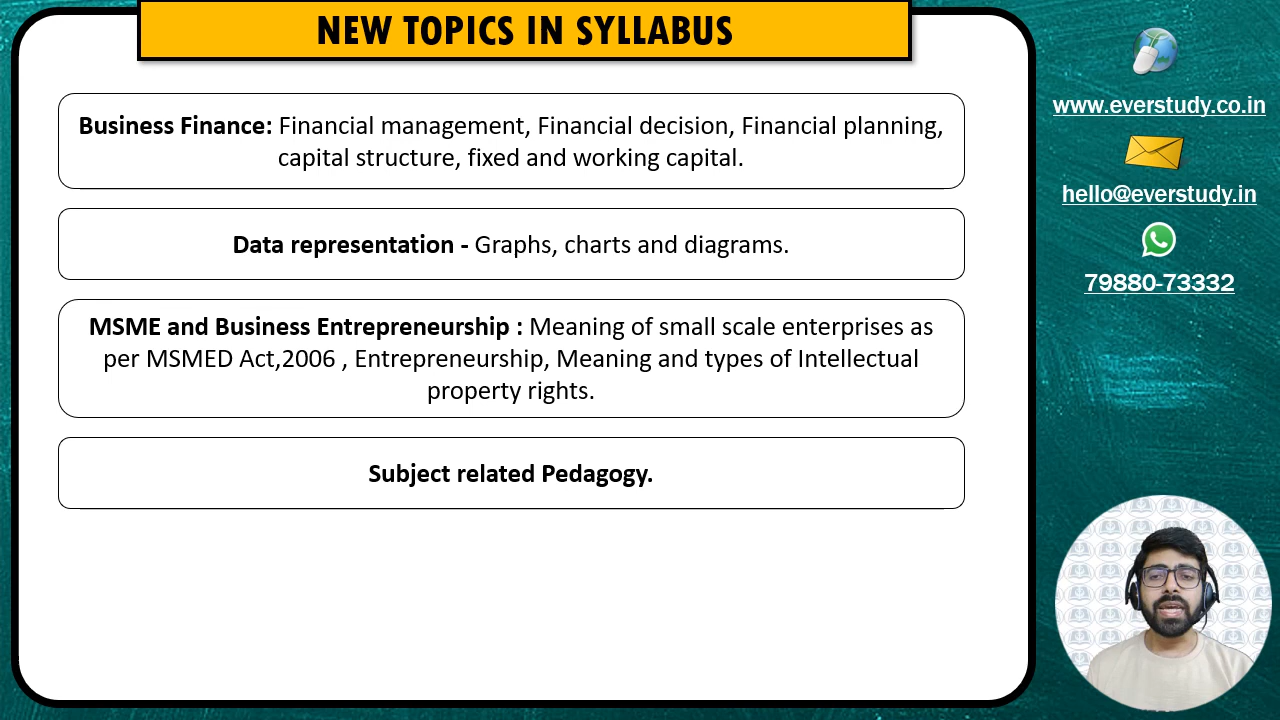 NEW TOPICS IN SYLLABUS
Business Finance: Financial management, Financial decision, Financial planning,
capital structure, fixed and working capital.
Data representation - Graphs, charts and diagrams.
MSME and Business Entrepreneurship : Meaning of small scale enterprises as
per MSMED Act,2006 , Entrepreneurship, Meaning and types of Intellectual
property rights.
Subject related Pedagogy.
www.everstudy.co.in
hello@everstudy.in
79880-73332